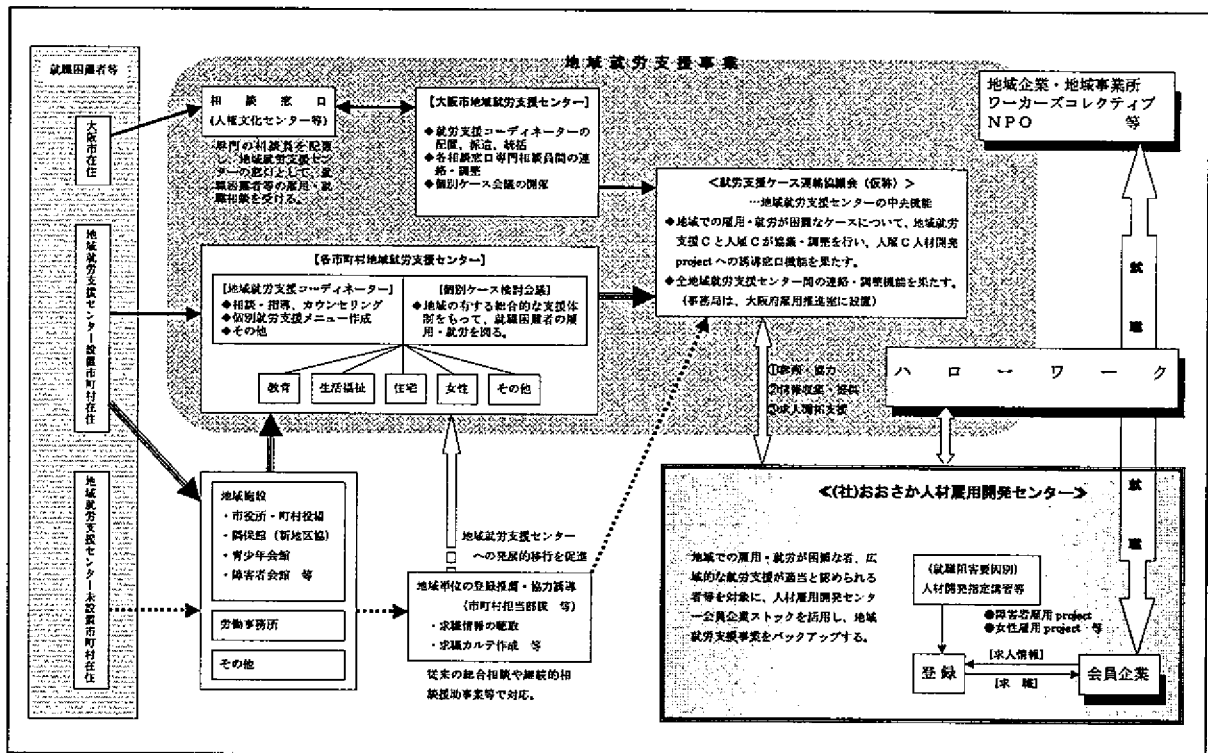 地域就労支援事業
就職困難者等
大阪市在住
地域就労支援センター設置市町村在住
地域就労支援センター未設置市町村在住
相談窓口
(人権文化センター等)
専門の相談員を配置
し、地域就労支援セン
ターの窓口として、就
職困難者等の雇用・就
職相談を受ける。
【大阪市地域就労支援センター】
◆就労支援コーディネーターの
配置、派遣、統括
◆各相談窓口専門相談員間の連
絡・調整
◆個別ケース会議の開催
地域企業・地域事業所
ワーカーズコレクティブ
NPO 等
<就労支援ケース連絡協議会（仮称）>
…地域就労支援センターの中央機能
◆地域での雇用・就労が困難なケースについて、地域就労
支援Cと人雇Cが協議・調整を行い、人雇C人材開発
projectへの誘導窓口機能を果たす。
◆全地域就労支援センター間の連絡・調整機能を果たす。
(事務局は、大阪府雇用推進室に設置)
【各市町村地域就労支援センター】
[地域就労支援コーディネーター]
◆相談・指導、カウンセリング
◆個別就労支援メニュー作成
◆その他
[個別ケース検討会議]
◆地域の有する総合的な支援体
制をもって、就職困難者の雇
用・就労を図る。
教育
生活福祉
住宅
女性
その他
就職
ハローワーク
・協力
②情報収集・提供
③求人開拓支援
就職
地域施設
・市役所・町村役場
・隣保館（新地区協）
・青少年会館
・障害者会館 等
労働事務所
その他
地域就労支援センター
への発展的移行を促進
地域単位の登録推薦・協力誘導
(市町村担当部課 等)
・求職情報の聴取
・求職カルテ作成 等
従来の総合相談や継続的相
談援助事業等で対応。
≪(社)おおさか人材雇用開発センター≫
地域での雇用・就労が困難な者、広
域的な就労支援が適当と認められる
者等を対象に、人材雇用開発センタ
ー会員企業ストックを活用し、地域
就労支援事業をバックアップする。
(就職阻害要因別)
人材開発指定講習等
●障害者雇用project
●女性雇用project 等
登録
[求人情報]
[求 職]
会員企業